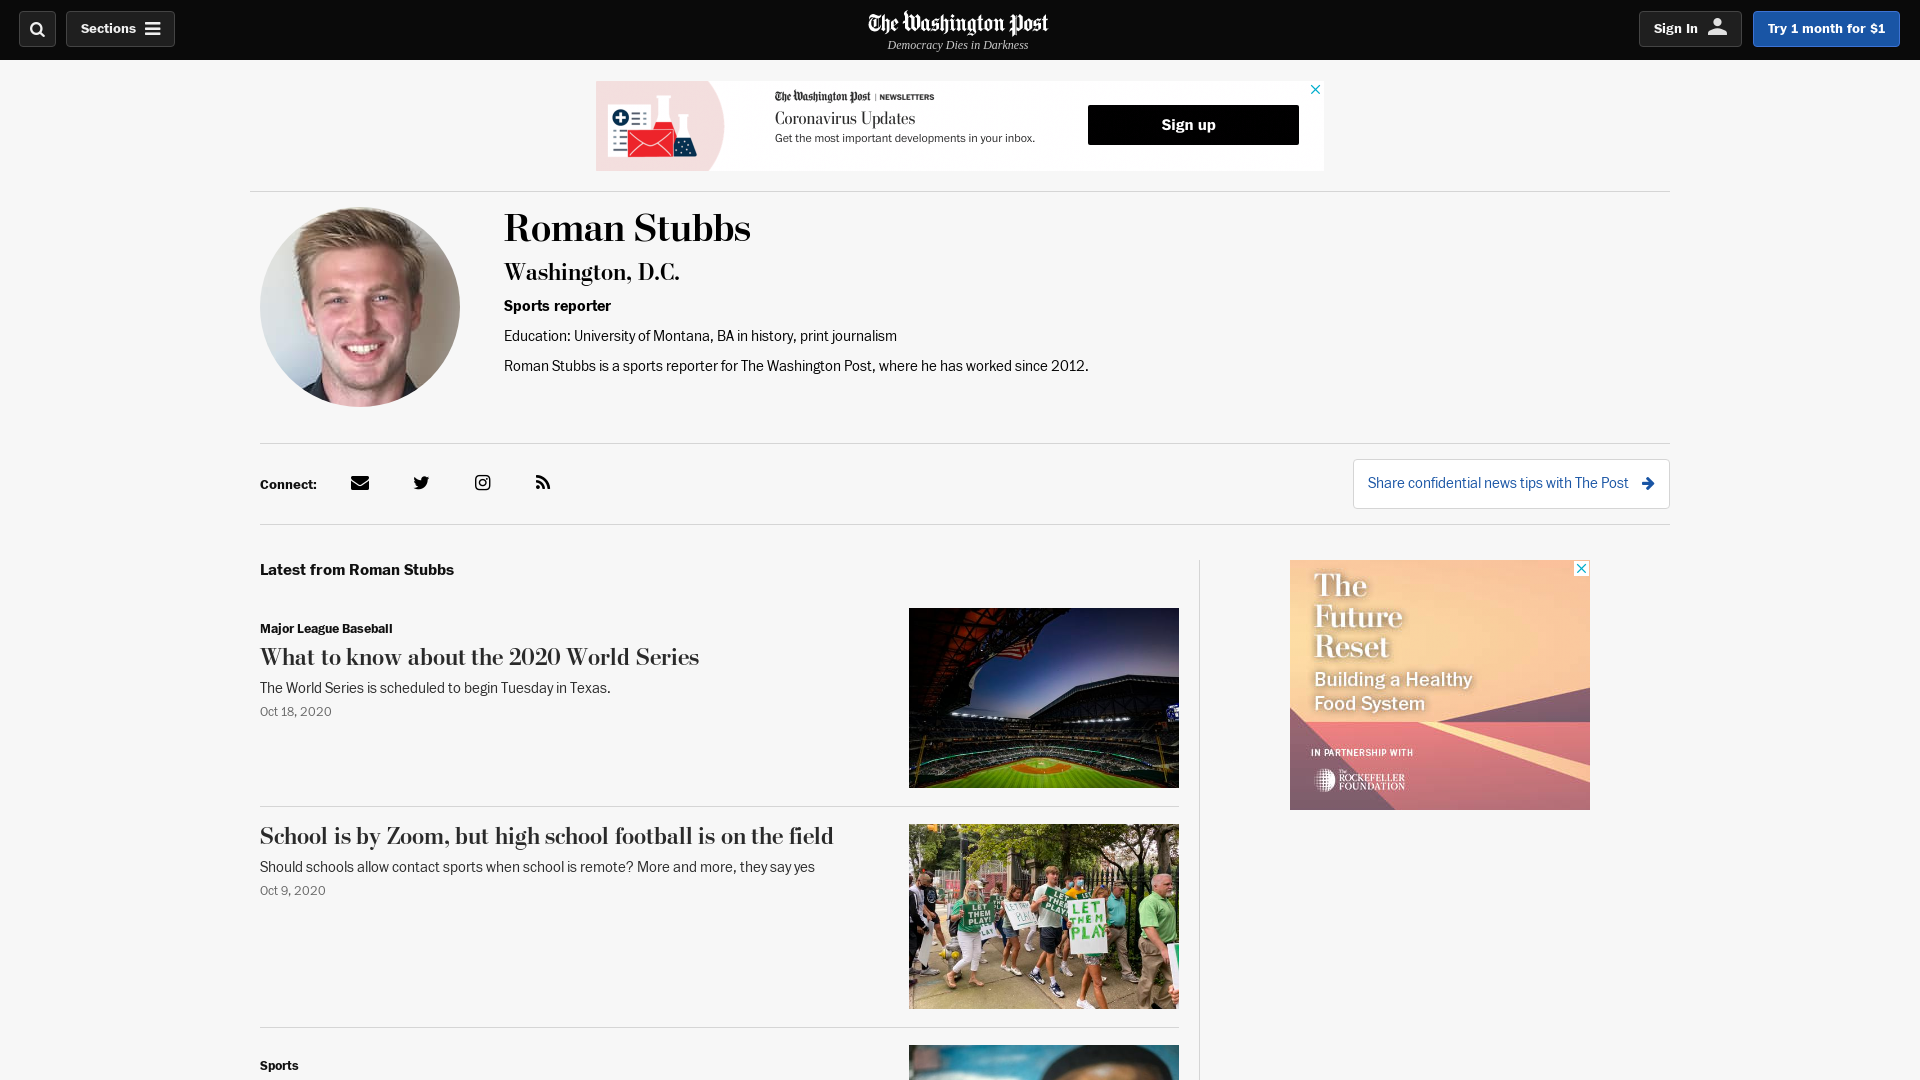 Sections
The Washington Post
Democracy Dies in Darkness
Sign In
Try 1 month for $1
The Washington Post | NEWSLETTERS
Coronavirus Updates
Get the most important developments in your inbox.
Sign up
Roman Stubbs
Washington, D.C.
Sports reporter
Education: University of Montana, BA in history, print journalism
Roman Stubbs is a sports reporter for The Washington Post, where he has worked since 2012.
Connect:
Share confidential news tips with The Post
Latest from Roman Stubbs
Major League Baseball
What to know about the 2020 World Series
The World Series is scheduled to begin Tuesday in Texas.
Oct 18, 2020
School is by Zoom, but high school football is on the field
Should schools allow contact sports when school is remote? More and more, they say yes
Oct 9, 2020
LET
THEM
PLAY!
LET
THEM
PLAY
Sports
The
Future
Reset
Building a Healthy
Food System
IN PARTNERSHIP WITH
The
ROCKEFELLER
FOUNDATION